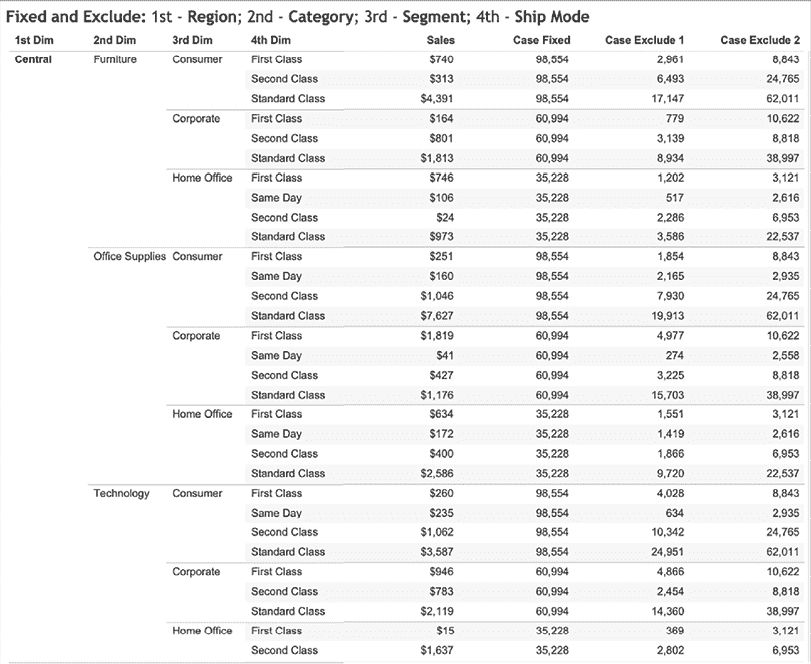 Fixed and Exclude: 1st - Region; 2nd - Category; 3rd - Segment; 4th - Ship Mode
1st Dim 2nd Dim 3rd Dim 4th Dim Sales Case Fixed Case Exclude 1 Case Exclude 2
Central Furniture Consumer First Class $740 98,554 2,961 8,843
Second Class $313 98,554 6,493 24,765
Standard Class $4,391 98,554 17,147 62,011
Corporate First Class $164 60,994 779 10,622
Second Class $801 60,994 3,139 8,818
Standard Class $1,813 60,994 8,934 38,997
Home Office First Class $746 35,228 1,202 3,121
Same Day $106 35,228 517 2,616
Second Class $24 35,228 2,286 6,953
Standard Class $973 35,228 3,586 22,537
Office Supplies Consumer First Class $251 98,554 1,854 8,843
Same Day $160 98,554 2,165 2,935
Second Class $1,046 98,554 7,930 24,765
Standard Class $7,627 98,554 19,913 62,011
Corporate First Class $1,819 60,994 4,977 10,622
Same Day $41 60,994 274 2,558
Second Class $427 60,994 3,225 8,818
Standard Class $1,176 60,994 15,703 38,997
Home Office First Class $634 35,228 1,551 3,121
Same Day $172 35,228 1,419 2,616
Second Class $400 35,228 1,866 6,953
Standard Class $2,586 35,228 9,720 22,537
Technology Consumer First Class $260 98,554 4,028 8,843
Same Day $235 98,554 634 2,935
Second Class $1,062 98,554 10,342 24,765
Standard Class $3,587 98,554 24,951 62,011
Corporate First Class $946 60,994 4,866 10,622
Second Class $783 60,994 2,454 8,818
Standard Class $2,119 60,994 14,360 38,997
Home Office First Class $15 35,228 369 3,121
Second Class $1,637 35,228 2,802 6,953